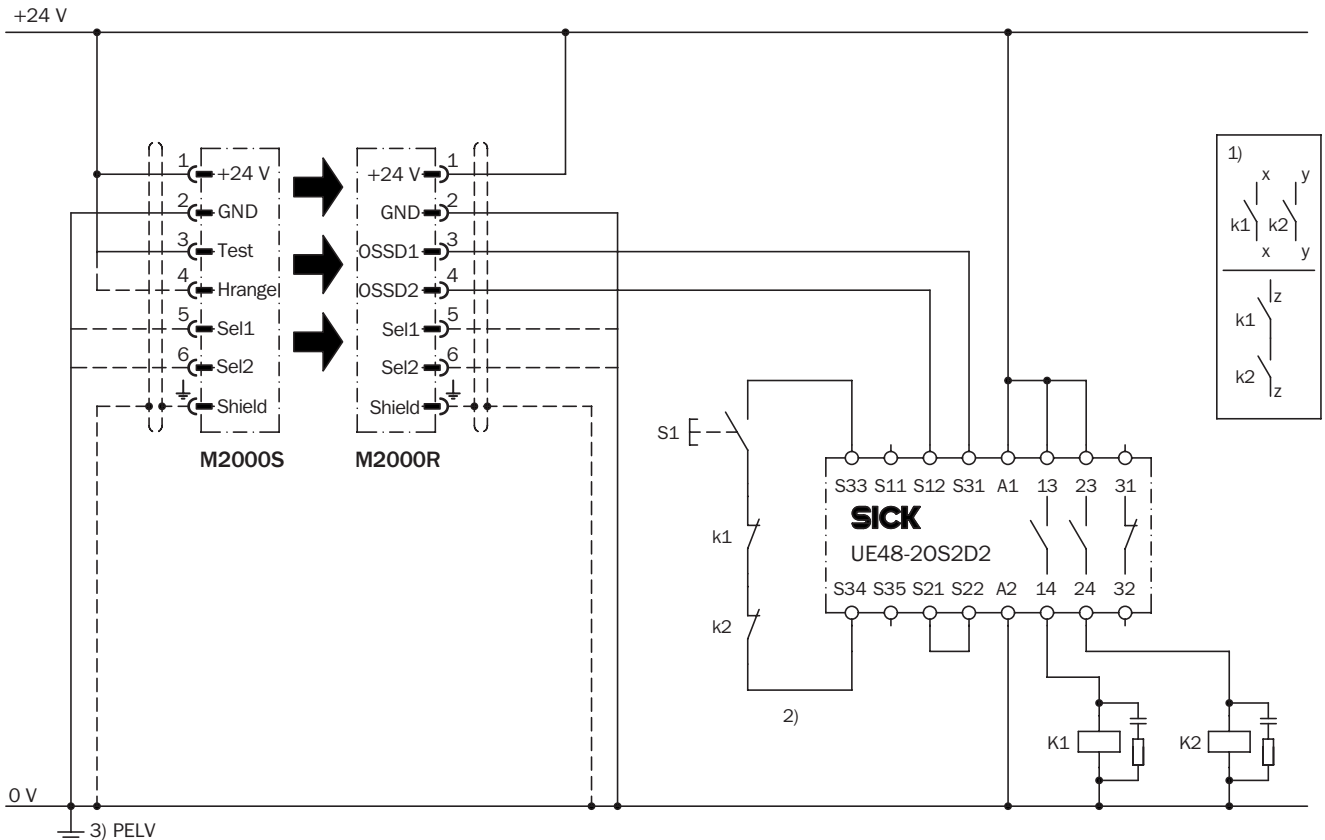 +24 V
1 +24 V
2 GND
3 Test
4 Hrange
5 Sel1
6 Sel2
Shield
M2000S
+24 V 1
GND 2
OSSD1 3
OSSD2 4
Sel1 5
Sel2 6
Shield
M2000R
1)
x y
k1 k2
x y
z
k1
k2
z
S1
k1
k2
2)
S33 S11 S12 S31 A1 13 23 31
SICK
UE48-2OS2D2
S34 S35 S21 S22 A2 14 24 32
K1 K2
0 V
3) PELV